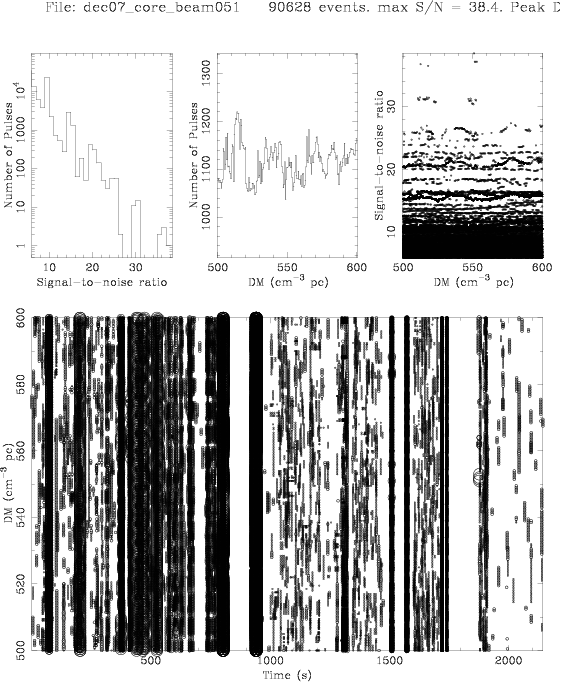 File: dec07_core_beam051 90628 events. max S/N = 38.4. Peak D
Number of Pulses
1 10 100 1000 10⁴
10 20 30
Signal-to-noise ratio
Number of Pulses
1000 1100 1200 1300
500 550 600
DM (cm⁻³ pc)
Signal-to-noise ratio
10 20 30
500 550 600
DM (cm⁻³ pc)
DM (cm⁻³ pc)
500 520 540 560 580 600
500 1000 1500 2000
Time (s)